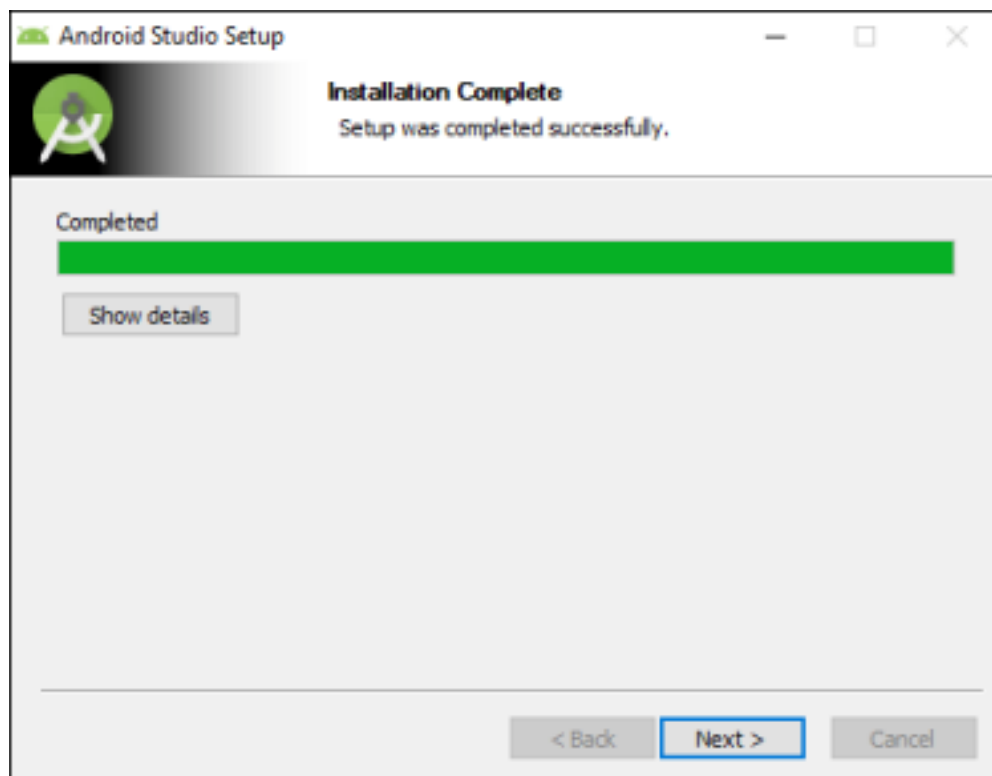 Android Studio Setup
Installation Complete
Setup was completed successfully.
Completed
Show details
< Back Next > Cancel